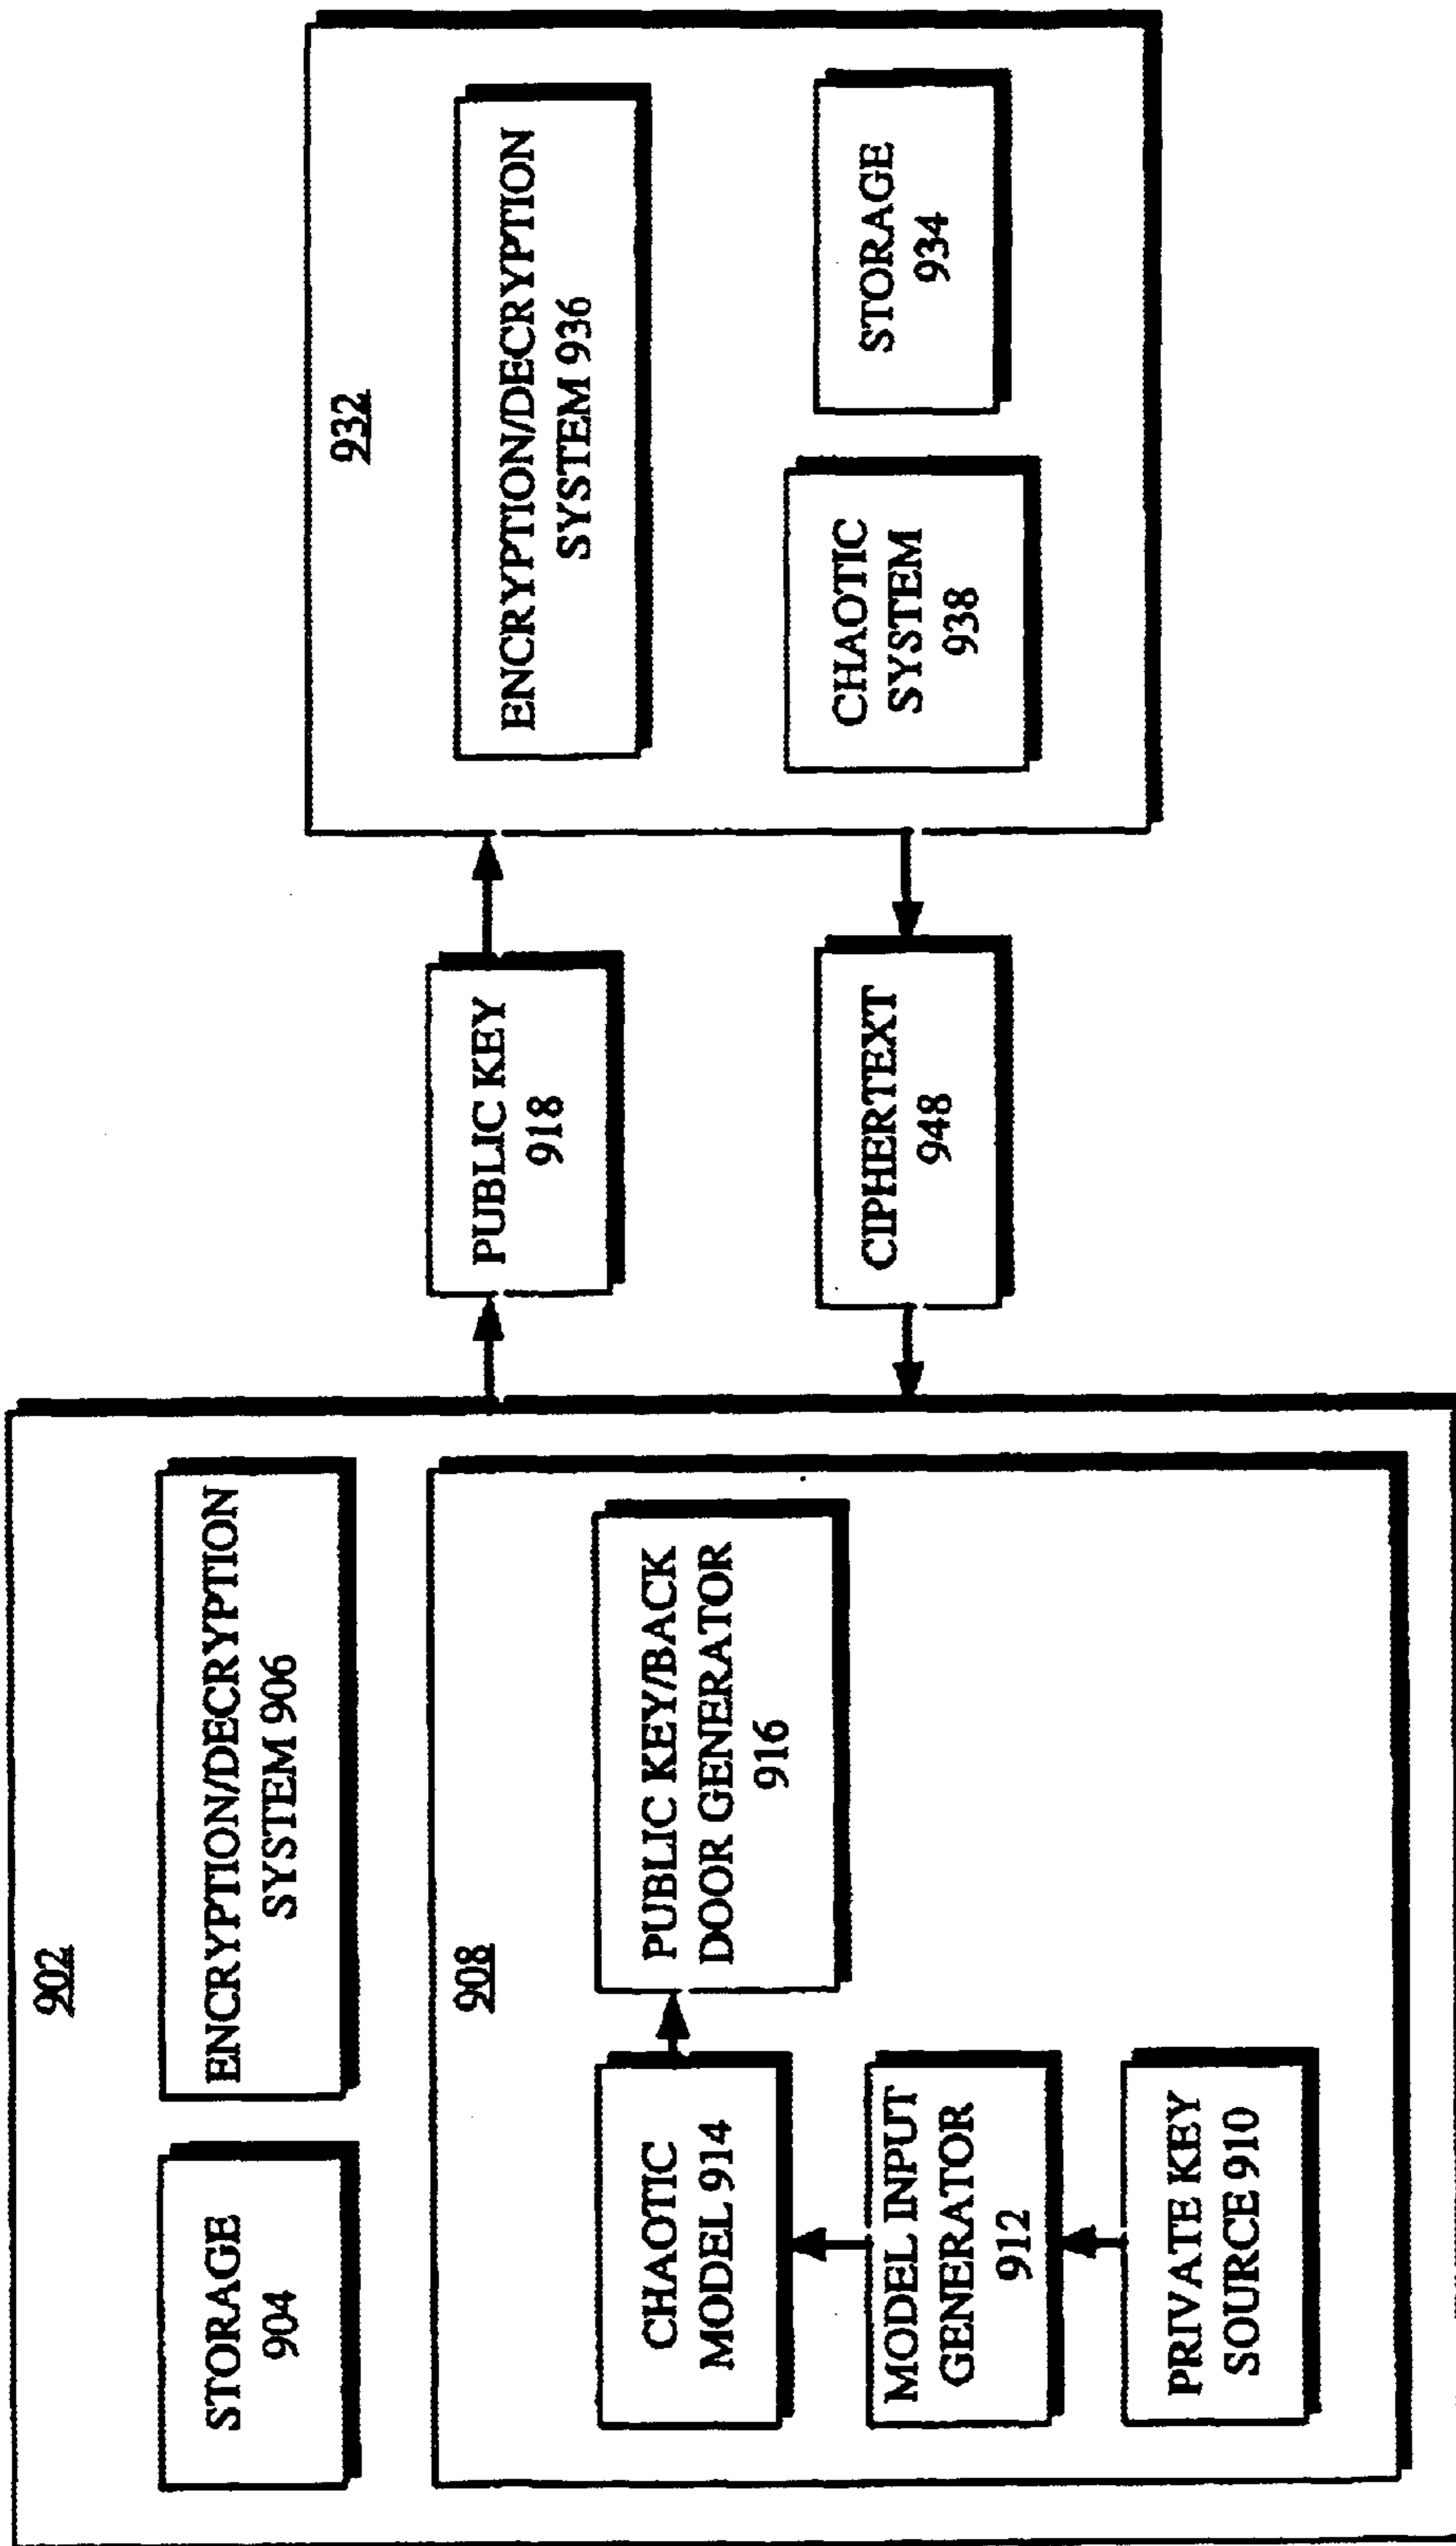 902
STORAGE
904
ENCRYPTION/DECRYPTION
SYSTEM 906
908
CHAOTIC
MODEL 914
PUBLIC KEY/BACK
DOOR GENERATOR
916
MODEL INPUT
GENERATOR
912
PRIVATE KEY
SOURCE 910
PUBLIC KEY
918
CIPHERTEXT
948
932
ENCRYPTION/DECRYPTION
SYSTEM 936
CHAOTIC
SYSTEM
938
STORAGE
934